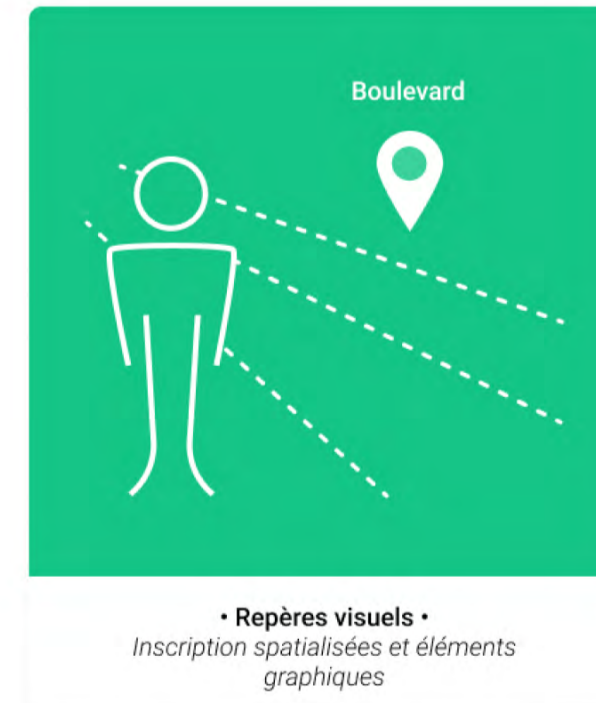 Boulevard
• Repères visuels •
Inscription spatialisées et éléments
graphiques